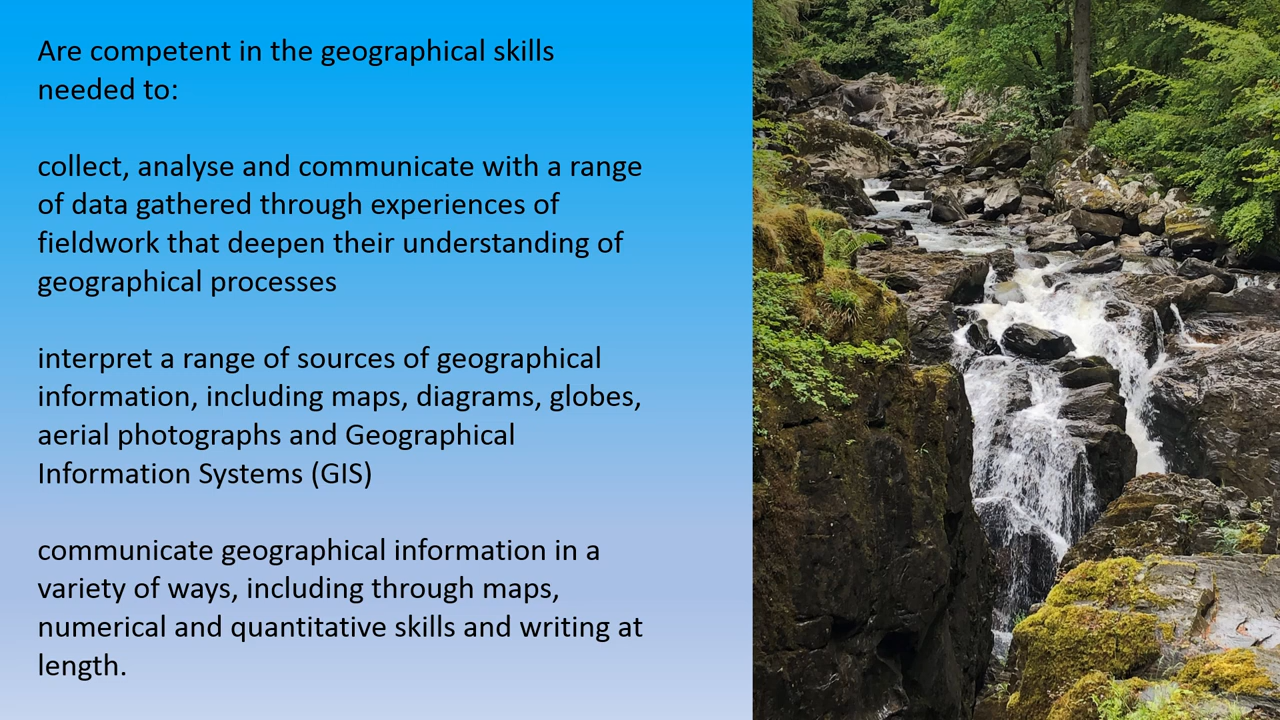 Are competent in the geographical skills
needed to:
collect, analyse and communicate with a range
of data gathered through experiences of
fieldwork that deepen their understanding of
geographical processes
interpret a range of sources of geographical
information, including maps, diagrams, globes,
aerial photographs and Geographical
Information Systems (GIS)
communicate geographical information in a
variety of ways, including through maps,
numerical and quantitative skills and writing at
length.